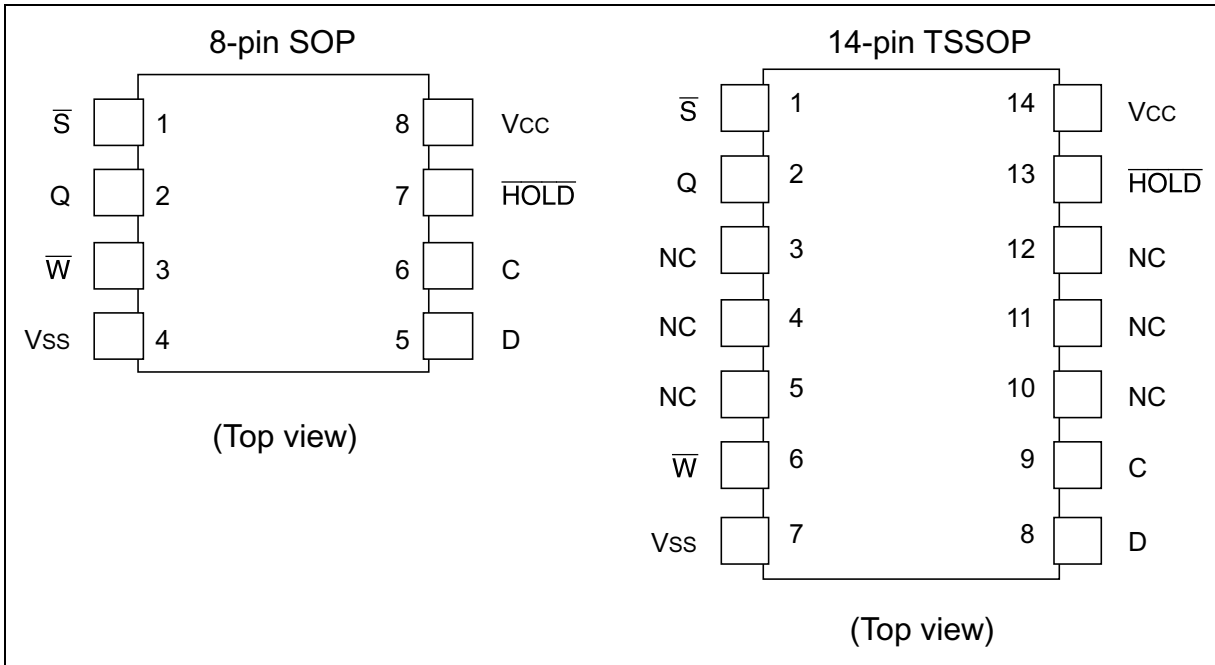 8-pin SOP
S̅ 1 8 VCC
Q 2 7 H̅O̅L̅D̅
W̅ 3 6 C
VSS 4 5 D
(Top view)
14-pin TSSOP
S̅ 1 14 VCC
Q 2 13 H̅O̅L̅D̅
NC 3 12 NC
NC 4 11 NC
NC 5 10 NC
W̅ 6 9 C
VSS 7 8 D
(Top view)